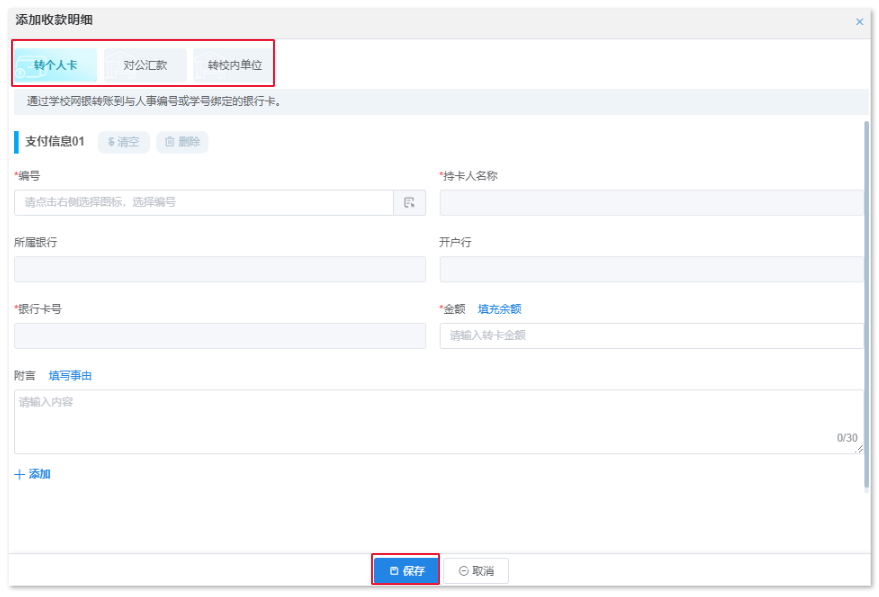 添加收款明细
转个人卡 对公汇款 转校内单位
通过学校网银转账到与人事编号或学号绑定的银行卡。
支付信息01 清空 删除
*编号 *持卡人名称
请点击右侧选择图标，选择编号
所属银行 开户行
*银行卡号 *金额 填充余额
请输入转卡金额
附言 填写事由
请输入内容
0/30
添加
保存 取消